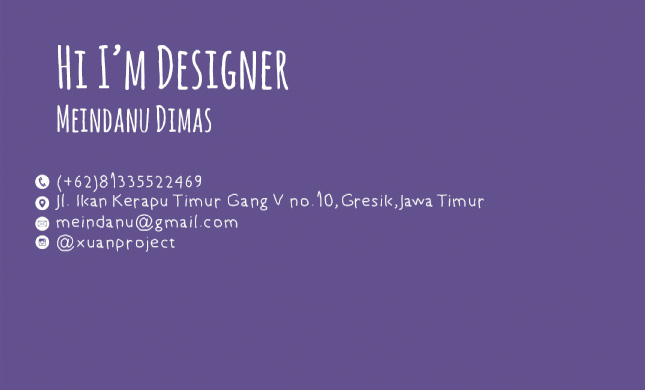 Hi I'm Designer
Meindanu Dimas
(+62)81335522469
Jl. Ikan Kerapu Timur Gang V no.10, Gresik, Jawa Timur
meindanu@gmail.com
@xuanproject